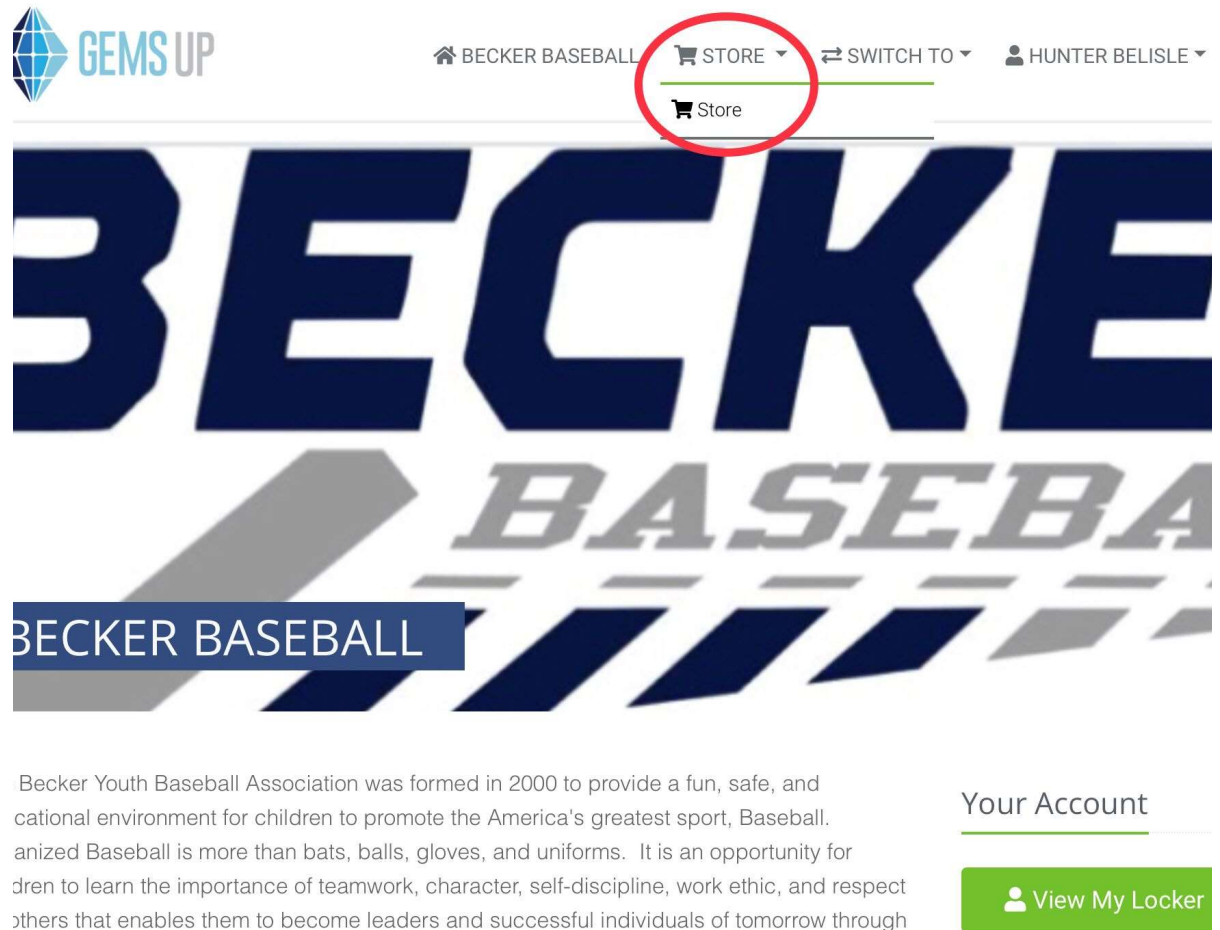 GEMS UP
BECKER BASEBALL
STORE
SWITCH TO
HUNTER BELISLE
Store
BECKE
BASEBA
BECKER BASEBALL
Becker Youth Baseball Association was formed in 2000 to provide a fun, safe, and
cational environment for children to promote the America's greatest sport, Baseball.
anized Baseball is more than bats, balls, gloves, and uniforms. It is an opportunity for
dren to learn the importance of teamwork, character, self-discipline, work ethic, and respect
others that enables them to become leaders and successful individuals of tomorrow through
Your Account
View My Locker